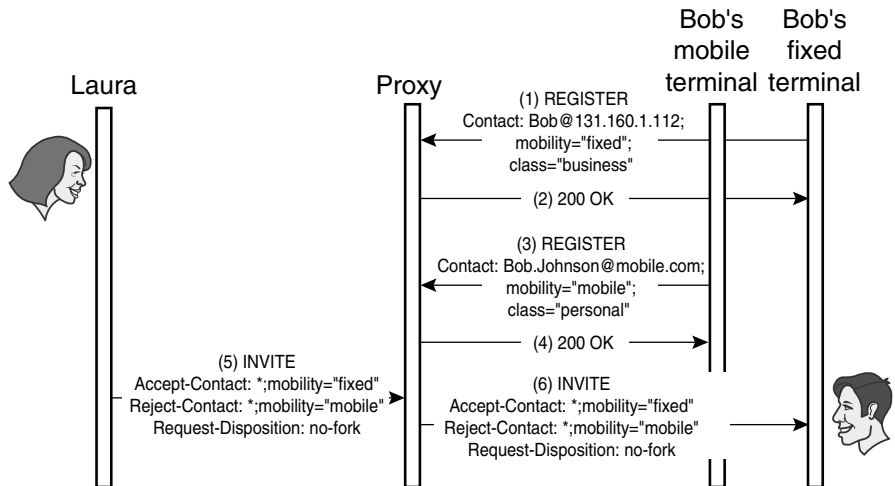 Laura
Proxy
Bob's
mobile
terminal
Bob's
fixed
terminal
(1) REGISTER
Contact: Bob@131.160.1.112;
mobility="fixed";
class="business"
(2) 200 OK
(3) REGISTER
Contact: Bob.Johnson@mobile.com;
mobility="mobile";
class="personal"
(4) 200 OK
(5) INVITE
Accept-Contact: *;mobility="fixed"
Reject-Contact: *;mobility="mobile"
Request-Disposition: no-fork
(6) INVITE
Accept-Contact: *;mobility="fixed"
Reject-Contact: *;mobility="mobile"
Request-Disposition: no-fork